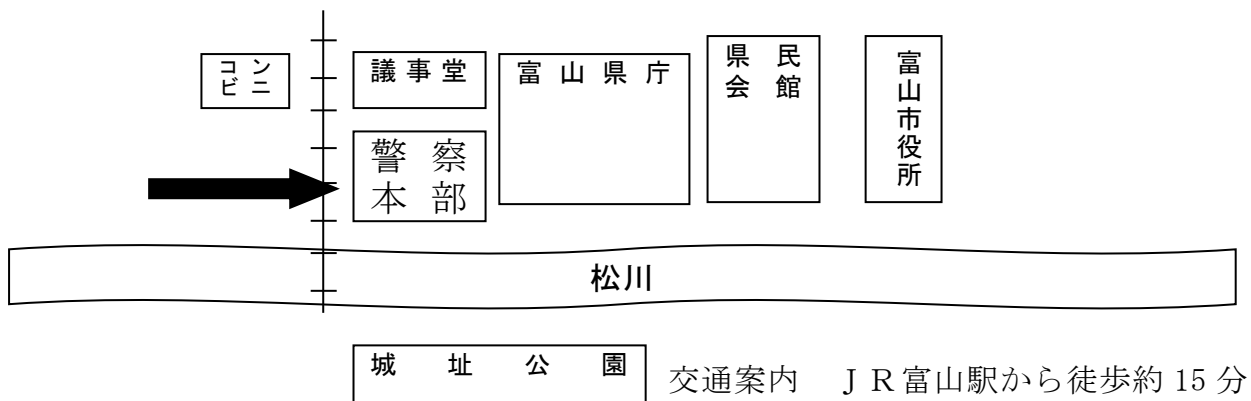 コン
ビニ
議事堂
富山県庁
県民
会館
富山市役所
警察
本部
松川
城址公園
交通案内　ＪＲ富山駅から徒歩約 15 分